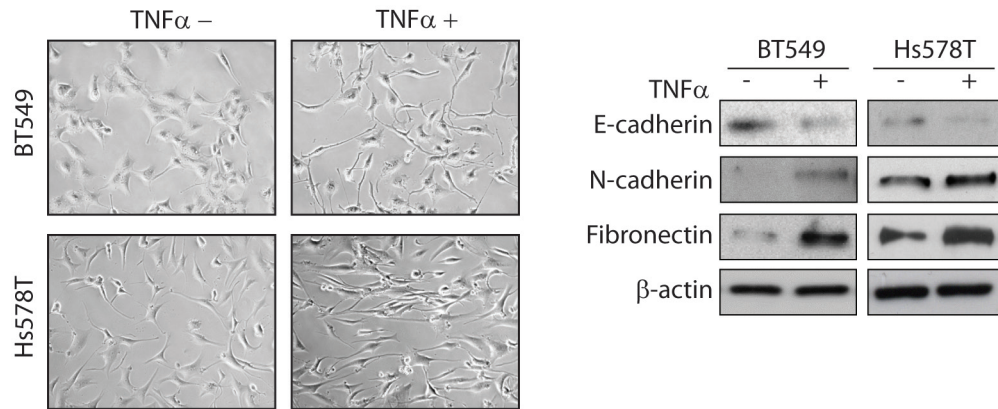 TNFα – TNFα +
BT549
Hs578T
BT549 Hs578T
TNFα - + - +
E-cadherin
N-cadherin
Fibronectin
β-actin